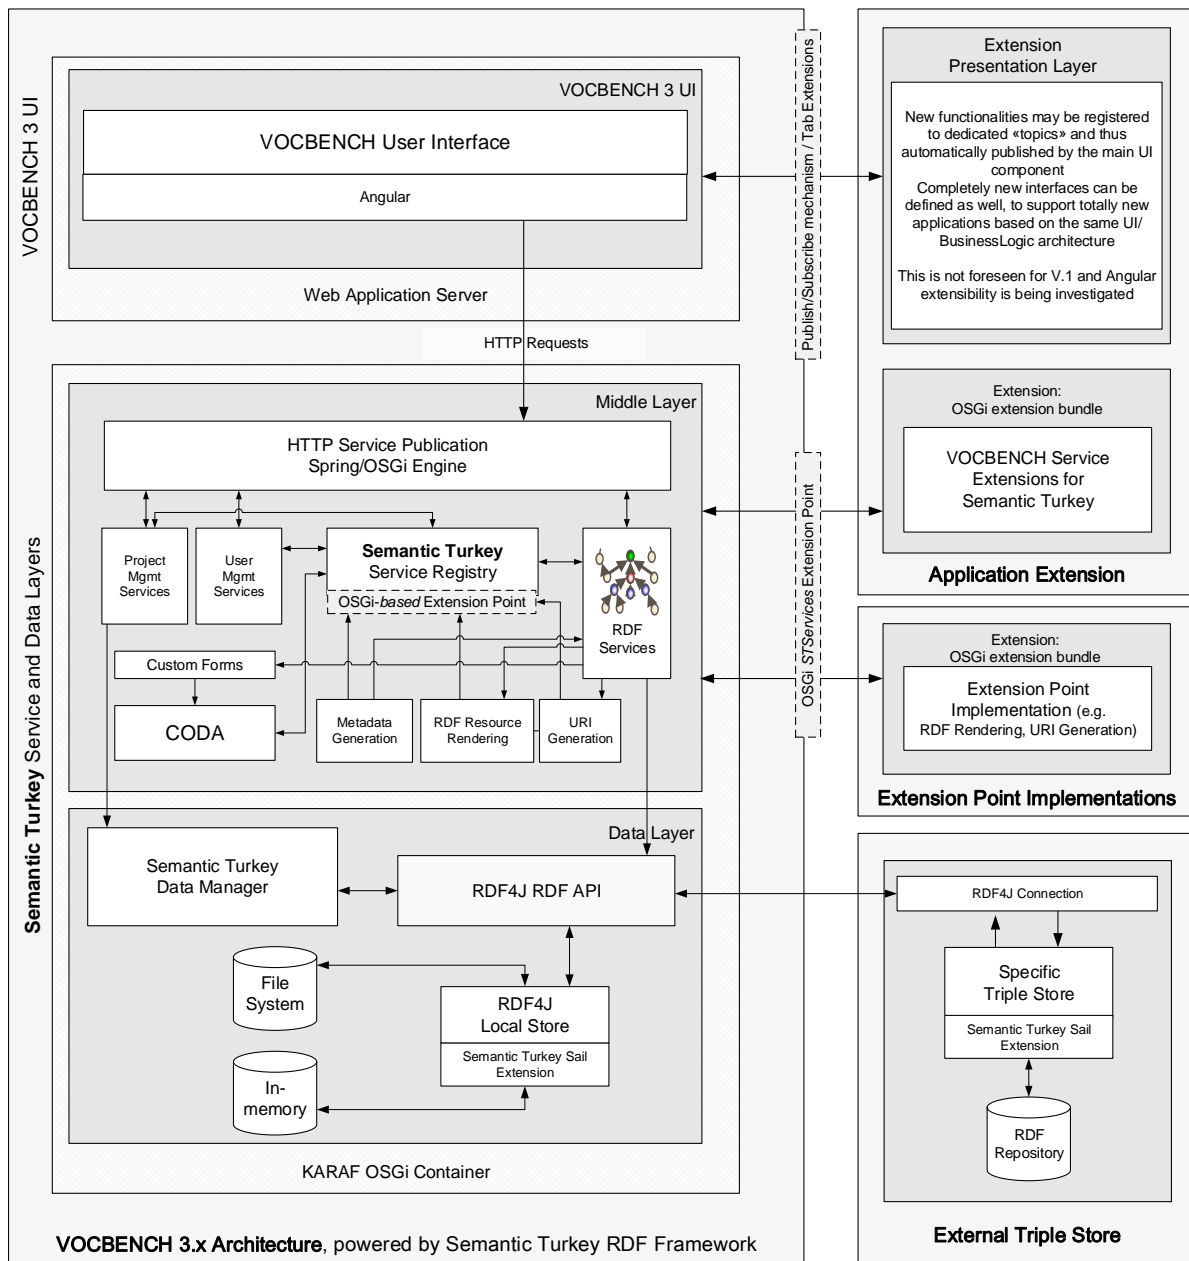 VOCBENCH 3 UI
VOCBENCH 3 UI
VOCBENCH User Interface
Angular
Web Application Server
HTTP Requests
Publish/Subscribe mechanism / Tab Extensions
Extension
Presentation Layer
New functionalities may be registered
to dedicated «topics» and thus
automatically published by the main UI
component
Completely new interfaces can be
defined as well, to support totally new
applications based on the same UI/
BusinessLogic architecture
This is not foreseen for V.1 and Angular
extensibility is being investigated
Semantic Turkey Service and Data Layers
Middle Layer
HTTP Service Publication
Spring/OSGi Engine
Project
Mgmt
Services
User
Mgmt
Services
Semantic Turkey
Service Registry
OSGi-based Extension Point
RDF
Services
Custom Forms
CODA
Metadata
Generation
RDF Resource
Rendering
URI
Generation
OSGi STServices Extension Point
Extension:
OSGi extension bundle
VOCBENCH Service
Extensions for
Semantic Turkey
Application Extension
Extension:
OSGi extension bundle
Extension Point
Implementation (e.g.
RDF Rendering, URI Generation)
Extension Point Implementations
Data Layer
Semantic Turkey
Data Manager
RDF4J RDF API
File
System
RDF4J
Local Store
Semantic Turkey Sail
Extension
In-
memory
KARAF OSGi Container
RDF4J Connection
Specific
Triple Store
Semantic Turkey Sail
Extension
RDF
Repository
External Triple Store
VOCBENCH 3.x Architecture, powered by Semantic Turkey RDF Framework